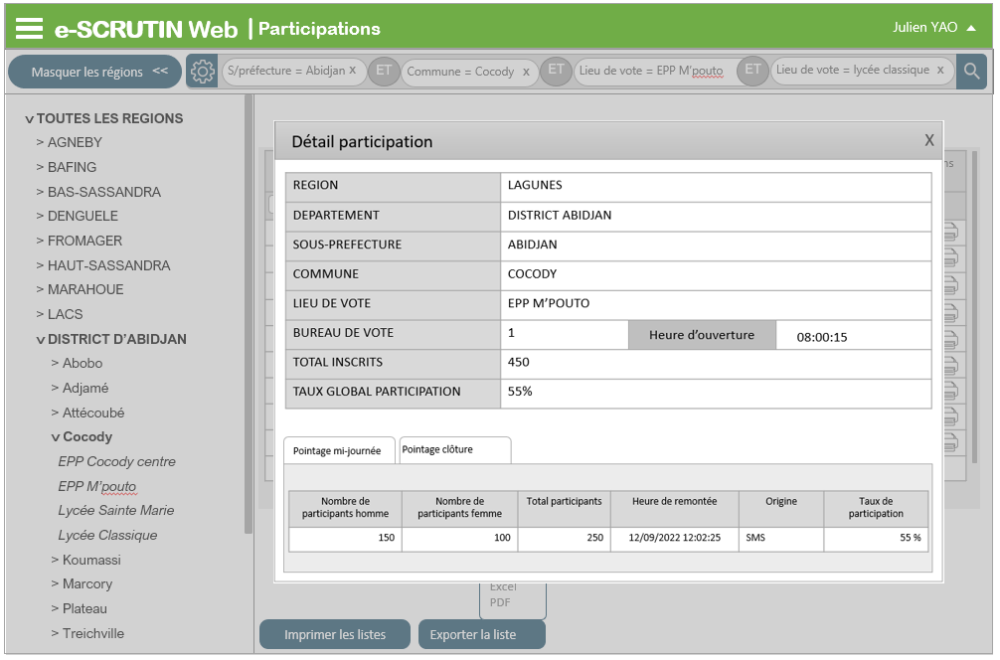 e-SCRUTIN Web | Participations
Julien YAO
Masquer les régions <<
S/préfecture = Abidjan x
ET
Commune = Cocody x
ET
Lieu de vote = EPP M'pouto
ET
Lieu de vote = lycée classique x
v TOUTES LES REGIONS
> AGNEBY
> BAFING
> BAS-SASSANDRA
> DENGUELE
> FROMAGER
> HAUT-SASSANDRA
> MARAHOUE
> LACS
v DISTRICT D'ABIDJAN
> Abobo
> Adjamé
> Attécoubé
v Cocody
EPP Cocody centre
EPP M'pouto
Lycée Sainte Marie
Lycée Classique
> Koumassi
> Marcory
> Plateau
> Treichville
Détail participation
X
REGION LAGUNES
DEPARTEMENT DISTRICT ABIDJAN
SOUS-PREFECTURE ABIDJAN
COMMUNE COCODY
LIEU DE VOTE EPP M'POUTO
BUREAU DE VOTE 1 Heure d'ouverture 08:00:15
TOTAL INSCRITS 450
TAUX GLOBAL PARTICIPATION 55%
Pointage mi-journée
Pointage clôture
Nombre de participants homme
Nombre de participants femme
Total participants
Heure de remontée
Origine
Taux de participation
150 100 250 12/09/2022 12:02:25 SMS 55 %
Excel
PDF
Imprimer les listes
Exporter la liste